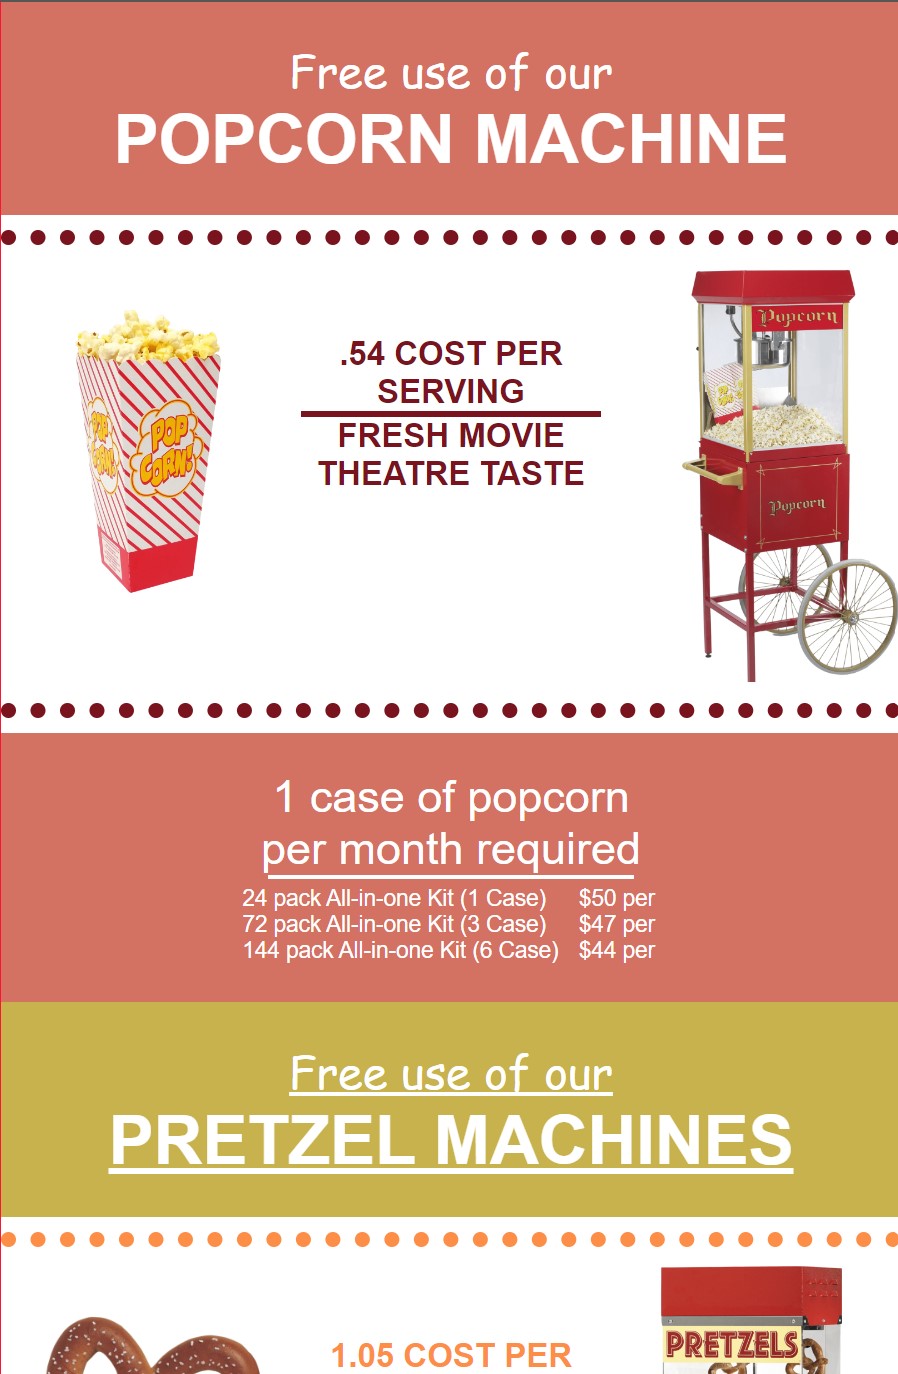 Free use of our
POPCORN MACHINE
Popcorn
POP
CORN!
.54 COST PER
SERVING
FRESH MOVIE
THEATRE TASTE
Popcorn
1 case of popcorn
per month required
24 pack All-in-one Kit (1 Case) $50 per
72 pack All-in-one Kit (3 Case) $47 per
144 pack All-in-one Kit (6 Case) $44 per
Free use of our
PRETZEL MACHINES
PRETZELS
1.05 COST PER